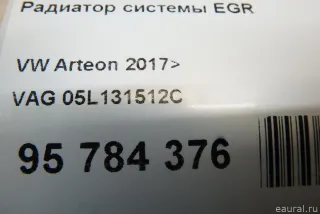 Радиатор системы EGR
VW Arteon 2017>
VAG 05L131512C
95 784 376
eaural.ru